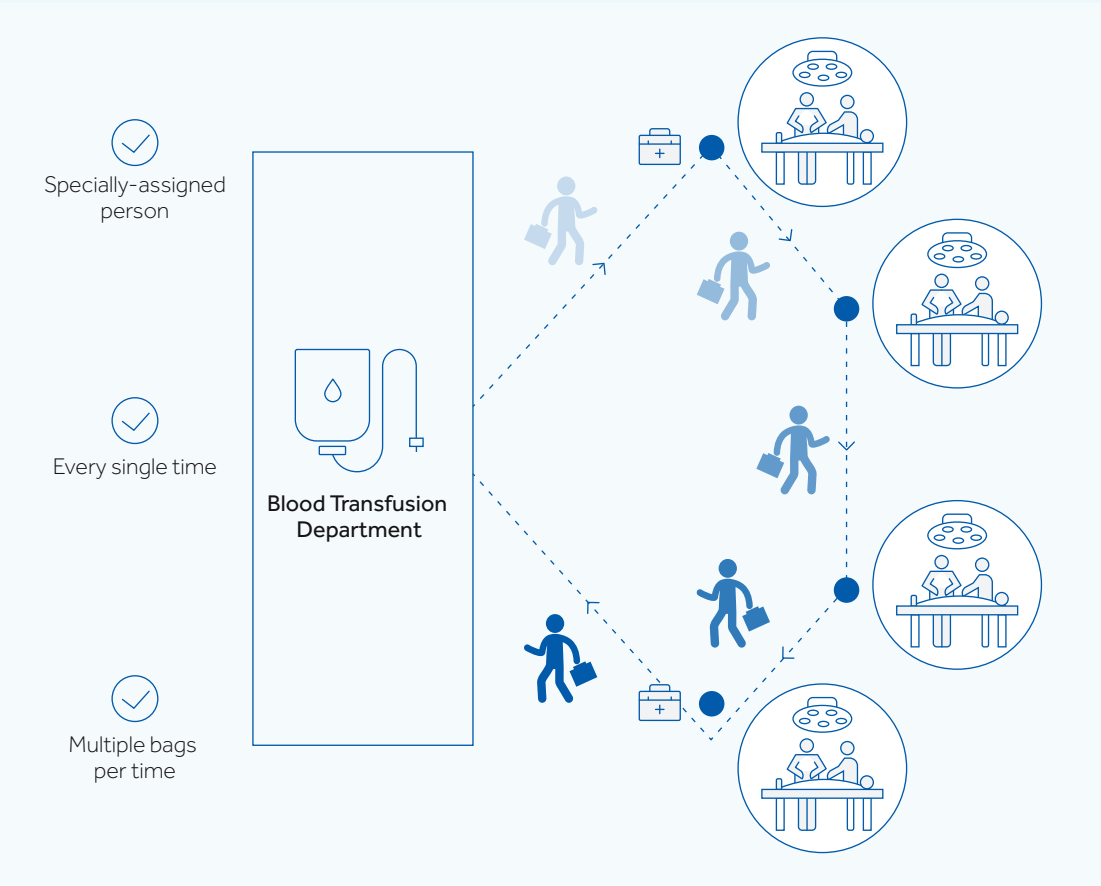 Specially-assigned
person
Every single time
Blood Transfusion
Department
Multiple bags
per time